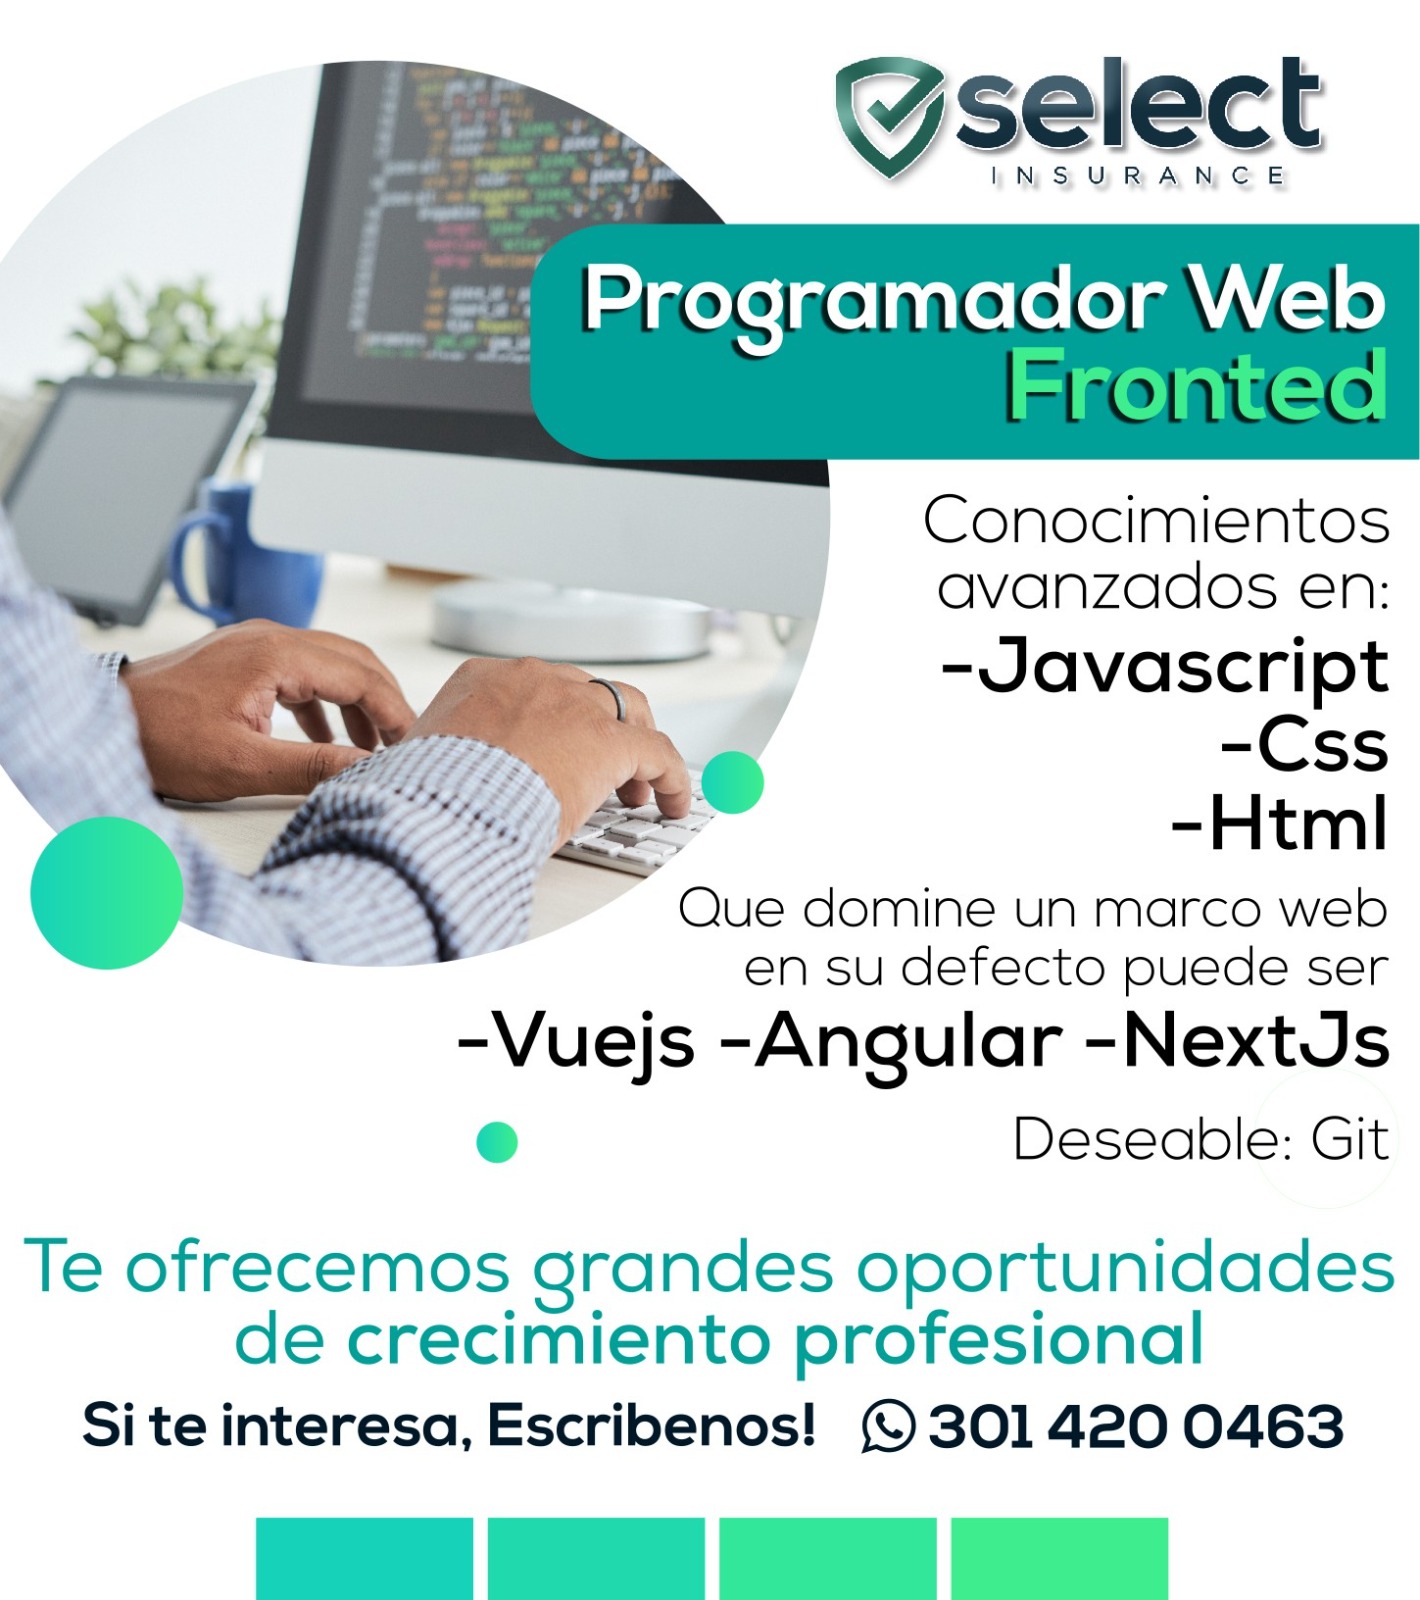 select
INSURANCE
Programador Web
Fronted
Conocimientos
avanzados en:
-Javascript
-Css
-Html
Que domine un marco web
en su defecto puede ser
-Vuejs -Angular -NextJs
Deseable: Git
Te ofrecemos grandes oportunidades
de crecimiento profesional
Si te interesa, Escribenos! 301 420 0463